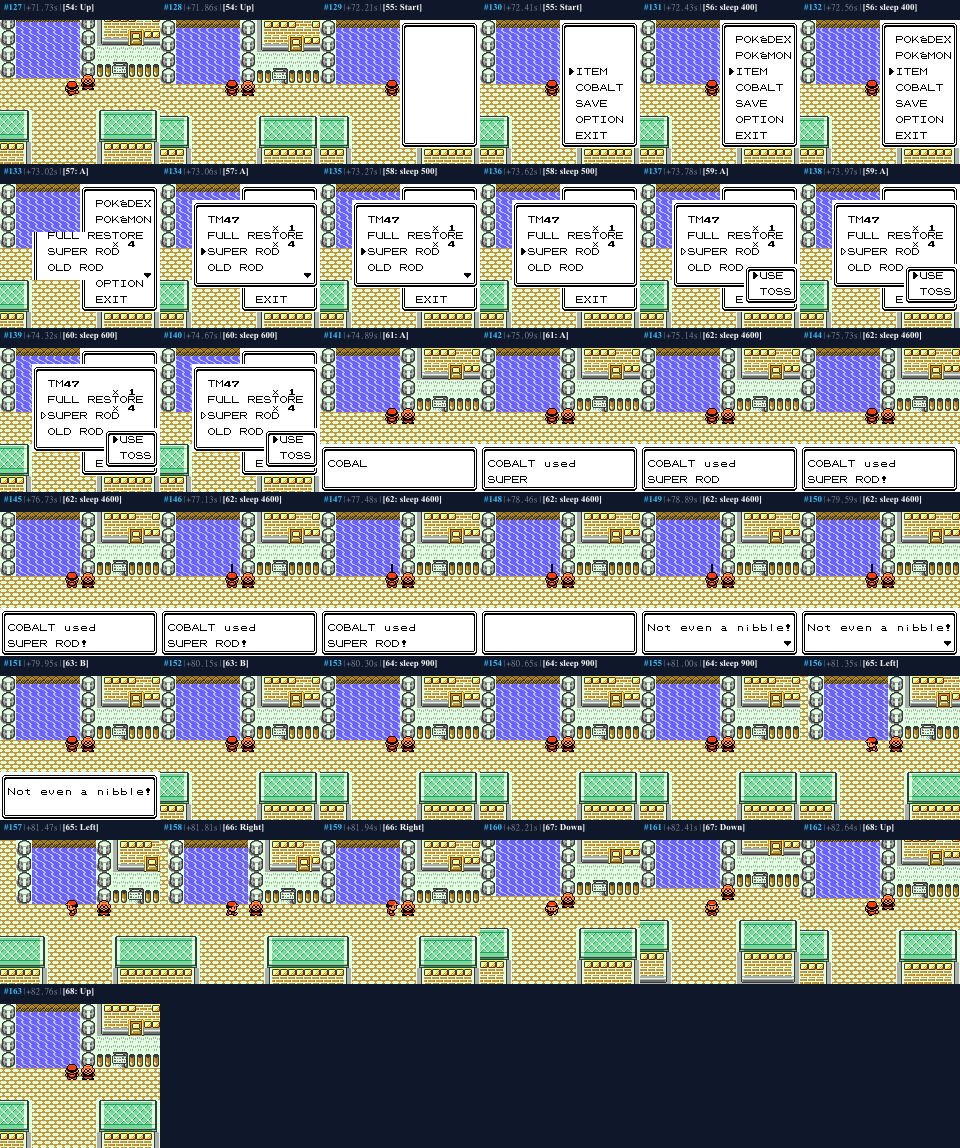 #127|+71.73s|[54: Up]
#128|+71.86s|[54: Up]
#129|+72.21s|[55: Start]
#130|+72.41s|[55: Start]
#131|+72.43s|[56: sleep 400]
#132|+72.56s|[56: sleep 400]
ITEM
COBALT
SAVE
OPTION
EXIT
POKéDEX
POKéMON
ITEM
COBALT
SAVE
OPTION
EXIT
POKéDEX
POKéMON
ITEM
COBALT
SAVE
OPTION
EXIT
#133|+73.02s|[57: A]
#134|+73.06s|[57: A]
#135|+73.27s|[58: sleep 500]
#136|+73.62s|[58: sleep 500]
#137|+73.78s|[59: A]
#138|+73.97s|[59: A]
POKéDEX
POKéMON
FULL RESTORE
× 4
SUPER ROD
OLD ROD
OPTION
EXIT
TM47
× 1
FULL RESTORE
× 4
SUPER ROD
OLD ROD
EXIT
TM47
× 1
FULL RESTORE
× 4
SUPER ROD
OLD ROD
EXIT
TM47
× 1
FULL RESTORE
× 4
SUPER ROD
OLD ROD
EXIT
TM47
× 1
FULL RESTORE
× 4
SUPER ROD
OLD ROD
USE
TOSS
E
TM47
× 1
FULL RESTORE
× 4
SUPER ROD
OLD ROD
USE
TOSS
E
#139|+74.32s|[60: sleep 600]
#140|+74.67s|[60: sleep 600]
#141|+74.89s|[61: A]
#142|+75.09s|[61: A]
#143|+75.14s|[62: sleep 4600]
#144|+75.73s|[62: sleep 4600]
TM47
× 1
FULL RESTORE
× 4
SUPER ROD
OLD ROD
USE
TOSS
E
TM47
× 1
FULL RESTORE
× 4
SUPER ROD
OLD ROD
USE
TOSS
E
COBAL
COBALT used
SUPER
COBALT used
SUPER ROD
COBALT used
SUPER ROD!
#145|+76.73s|[62: sleep 4600]
#146|+77.13s|[62: sleep 4600]
#147|+77.48s|[62: sleep 4600]
#148|+78.46s|[62: sleep 4600]
#149|+78.89s|[62: sleep 4600]
#150|+79.59s|[62: sleep 4600]
COBALT used
SUPER ROD!
COBALT used
SUPER ROD!
COBALT used
SUPER ROD!
Not even a nibble!
Not even a nibble!
#151|+79.95s|[63: B]
#152|+80.15s|[63: B]
#153|+80.30s|[64: sleep 900]
#154|+80.65s|[64: sleep 900]
#155|+81.00s|[64: sleep 900]
#156|+81.35s|[65: Left]
Not even a nibble!
#157|+81.47s|[65: Left]
#158|+81.81s|[66: Right]
#159|+81.94s|[66: Right]
#160|+82.21s|[67: Down]
#161|+82.41s|[67: Down]
#162|+82.64s|[68: Up]
#163|+82.76s|[68: Up]